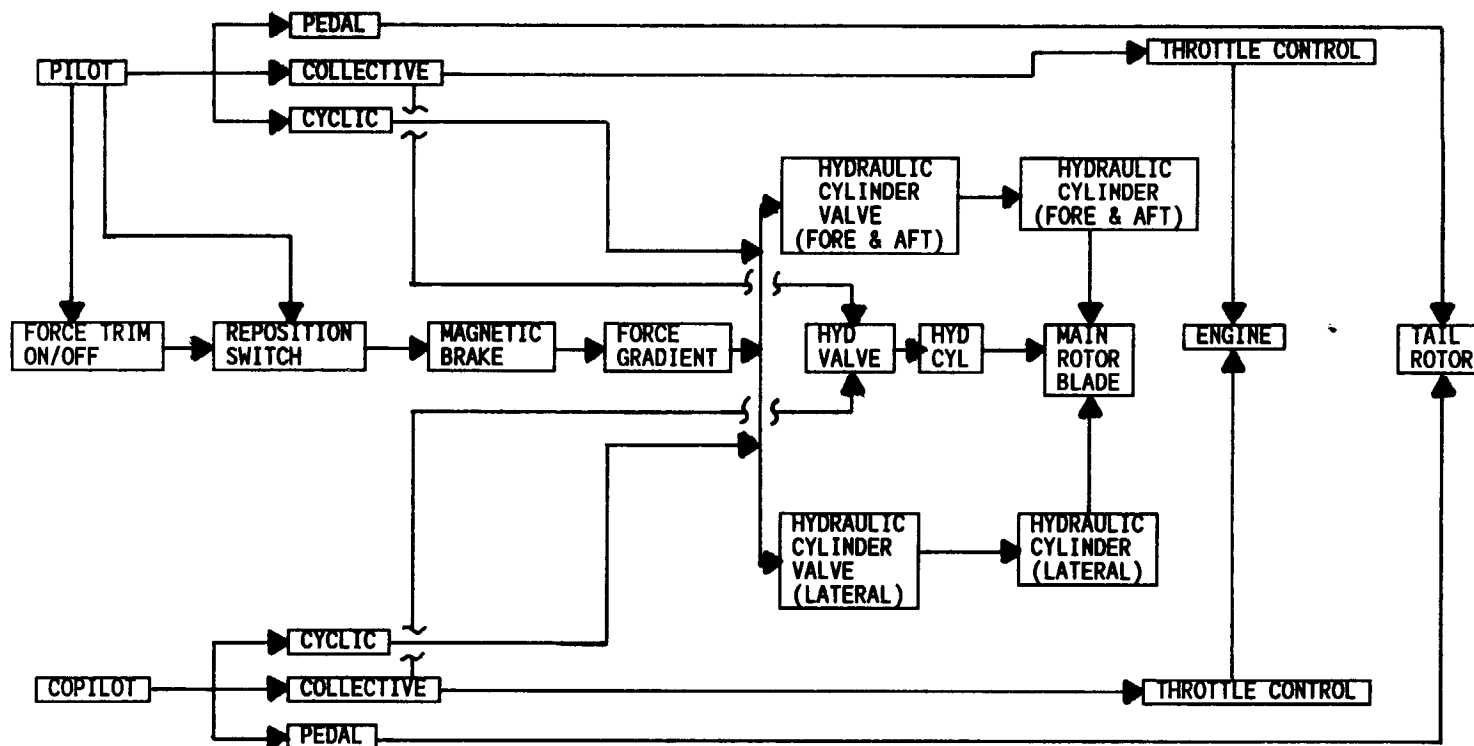 PEDAL
THROTTLE CONTROL
PILOT
COLLECTIVE
CYCLIC
HYDRAULIC
CYLINDER
VALVE
(FORE & AFT)
HYDRAULIC
CYLINDER
(FORE & AFT)
FORCE TRIM
ON/OFF
REPOSITION
SWITCH
MAGNETIC
BRAKE
FORCE
GRADIENT
HYD
VALVE
HYD
CYL
MAIN
ROTOR
BLADE
ENGINE
TAIL
ROTOR
HYDRAULIC
CYLINDER
VALVE
(LATERAL)
HYDRAULIC
CYLINDER
(LATERAL)
CYCLIC
COPILOT
COLLECTIVE
THROTTLE CONTROL
PEDAL